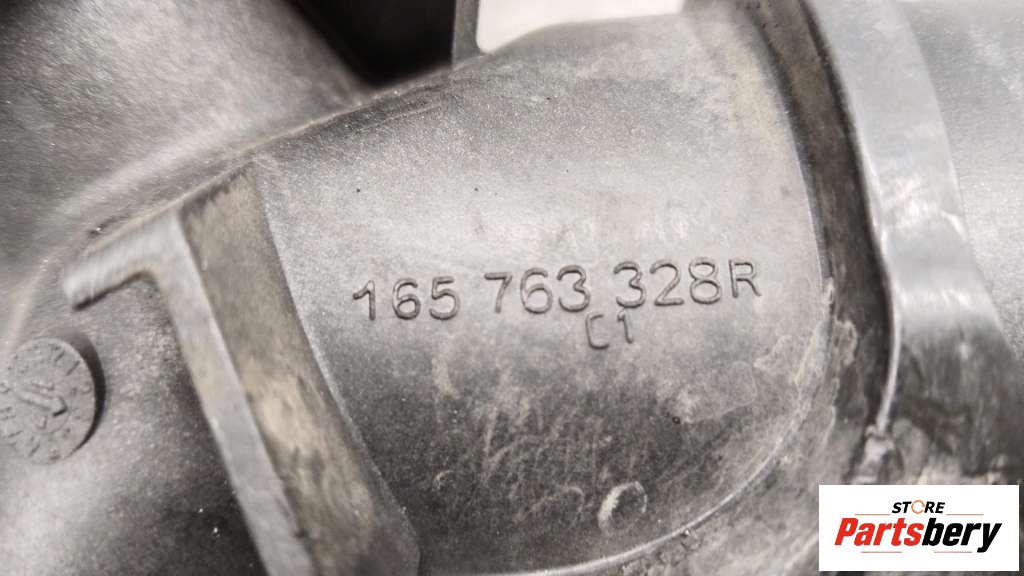 165 763 328R
C1
STORE
Partsbery